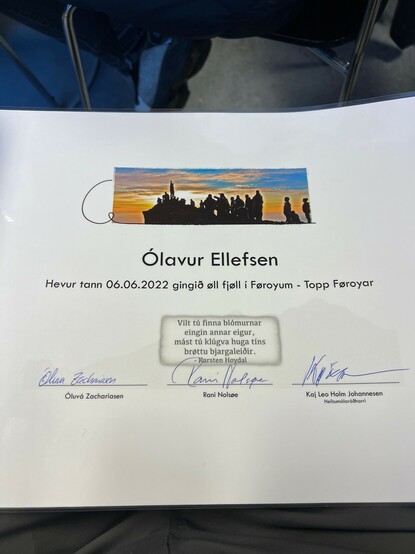 Ólavur Ellefsen
Hevur tann 06.06.2022 gingið øll fjøll í Føroyum - Topp Føroyar
Vilt tú finna blómurnar
eingin annar eigur,
mást tú klúgva huga tíns
brøttu bjargaleiðir.
Karsten Hoydal
Óluvá Zachariasen
Rani Nolsøe
Kaj Leo Holm Johannesen